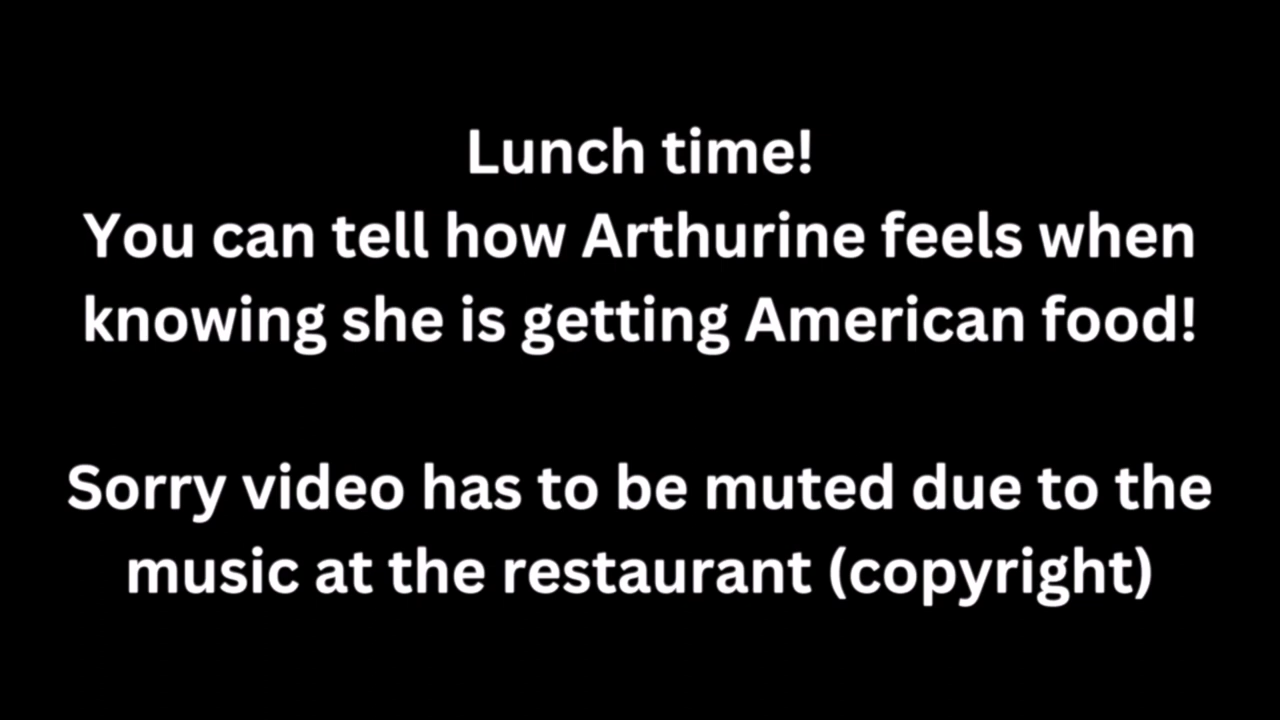 Lunch time!
You can tell how Arthurine feels when
knowing she is getting American food!
Sorry video has to be muted due to the
music at the restaurant (copyright)